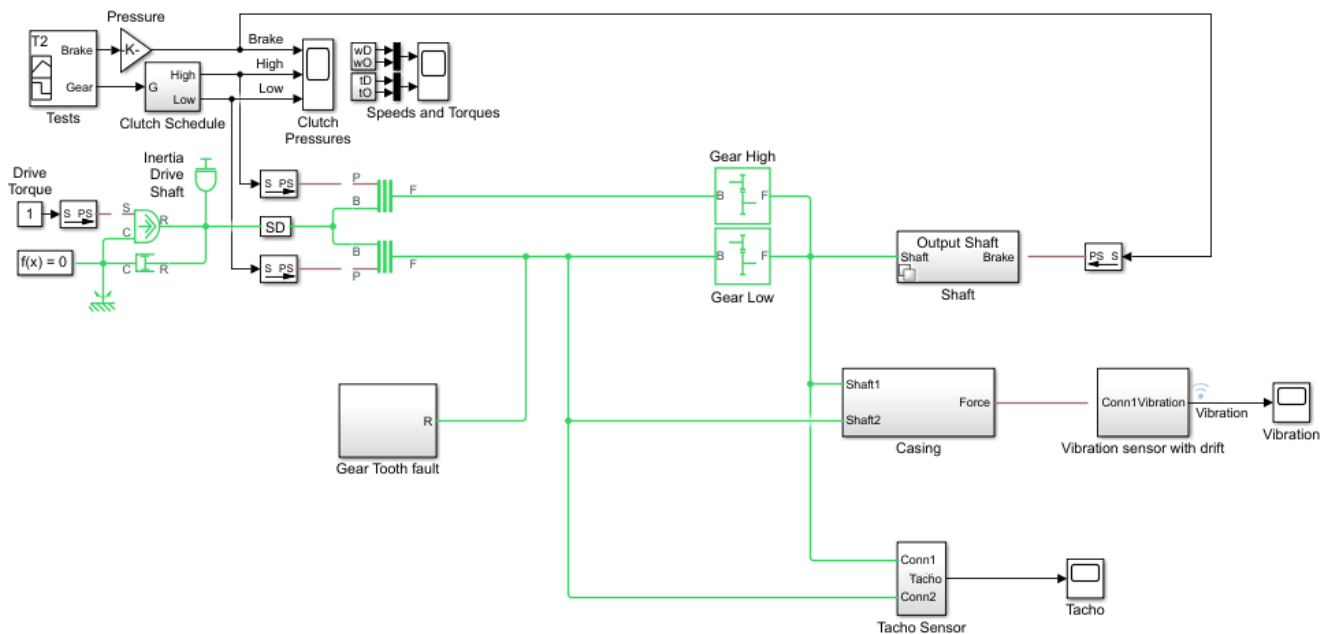 Pressure
T2
Brake
Gear
Tests
-K-
Brake
High
Low
G
High
Low
Clutch Schedule
Clutch
Pressures
wD
wO
tD
tO
Speeds and Torques
Drive
Torque
1
S PS
S
C
R
Inertia
Drive
Shaft
f(x) = 0
C
R
SD
S PS
P
B
F
S PS
B
P
F
Gear High
B
F
B
F
Gear Low
Output Shaft
Shaft
Brake
Shaft
PS S
R
Gear Tooth fault
Shaft1
Shaft2
Force
Casing
Conn1
Vibration
Vibration sensor with drift
Vibration
Vibration
Conn1
Tacho
Conn2
Tacho Sensor
Tacho